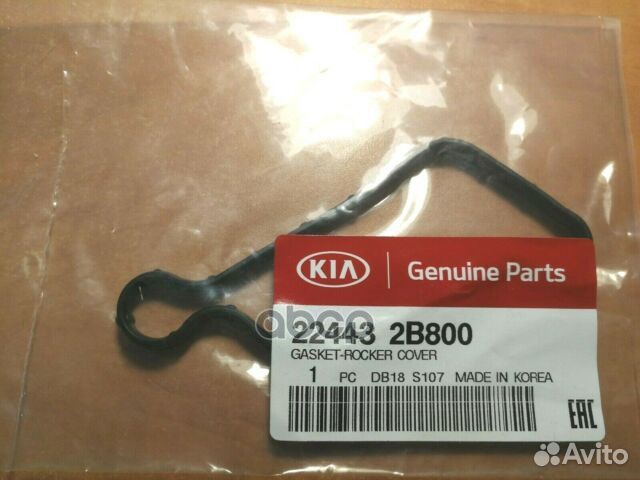 KIA Genuine Parts
22443 2B800
GASKET-ROCKER COVER
1 PC DB18 S107 MADE IN KOREA
EAC
Avito